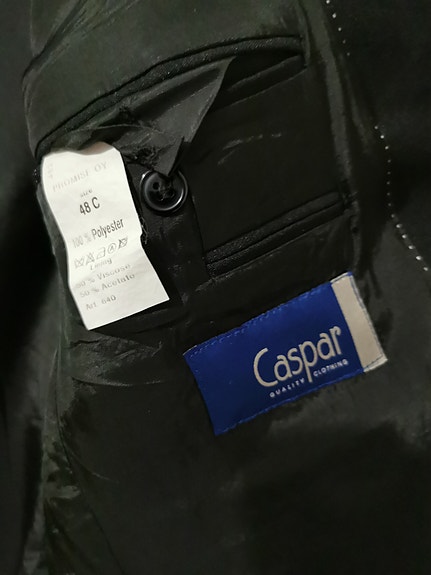 PROMISE OY
size
48 C
100 % Polyester
Lining
50 % Viscose
50 % Acetate
Art. 640
Caspar
QUALITY CLOTHING